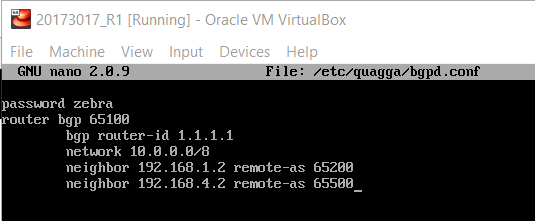 20173017_R1 [Running] - Oracle VM VirtualBox
File Machine View Input Devices Help
GNU nano 2.0.9 File: /etc/quagga/bgpd.conf
password zebra
router bgp 65100
bgp router-id 1.1.1.1
network 10.0.0.0/8
neighbor 192.168.1.2 remote-as 65200
neighbor 192.168.4.2 remote-as 65500_